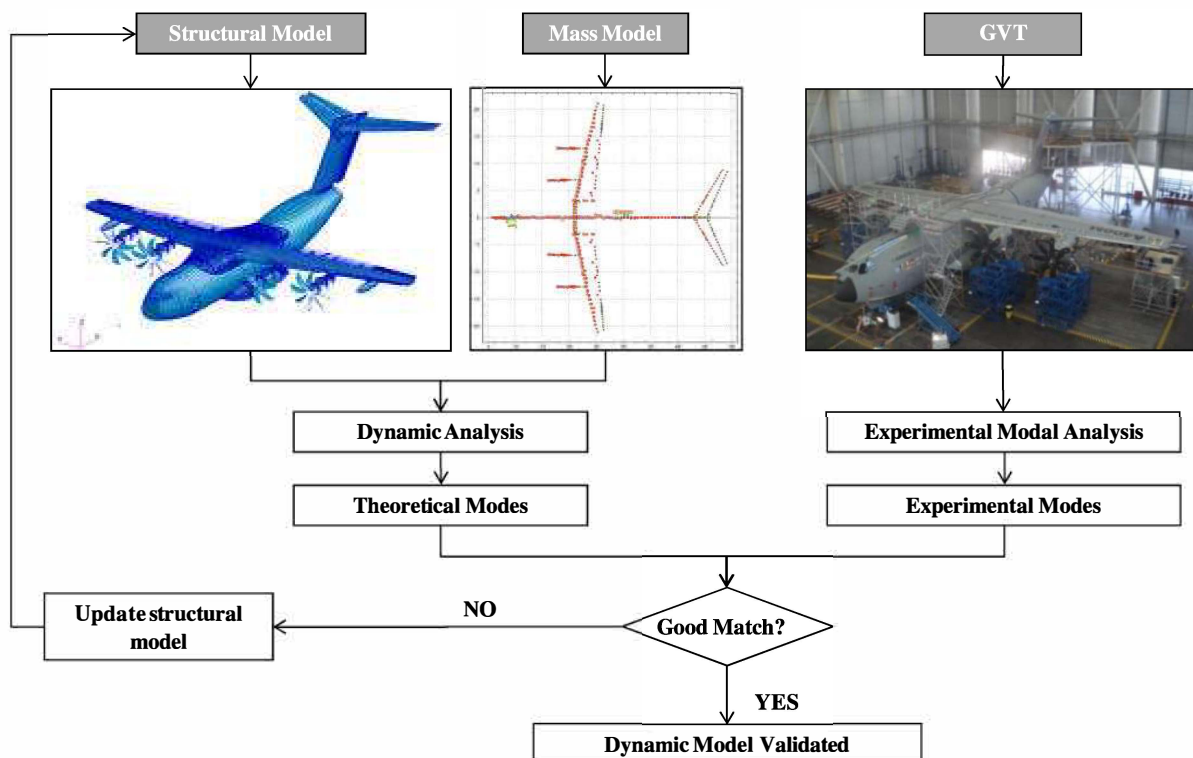 Structural Model
Mass Model
GVT
Dynamic Analysis
Experimental Modal Analysis
Theoretical Modes
Experimental Modes
Update structural
model
NO
Good Match?
YES
Dynamic Model Validated